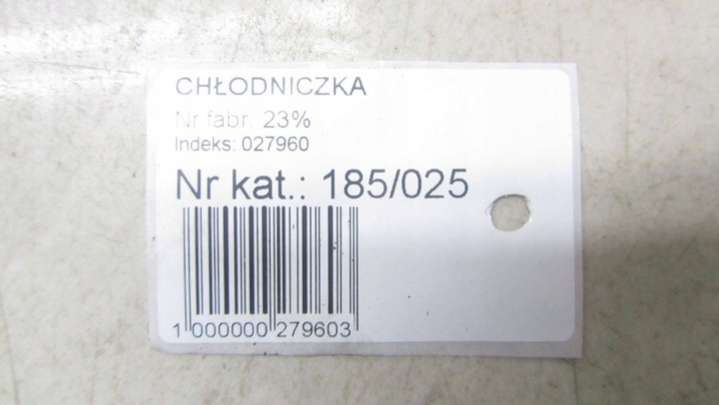 CHŁODNICZKA
Nr fabr. 23%
Indeks: 027960
Nr kat.: 185/025
1 000000 279603